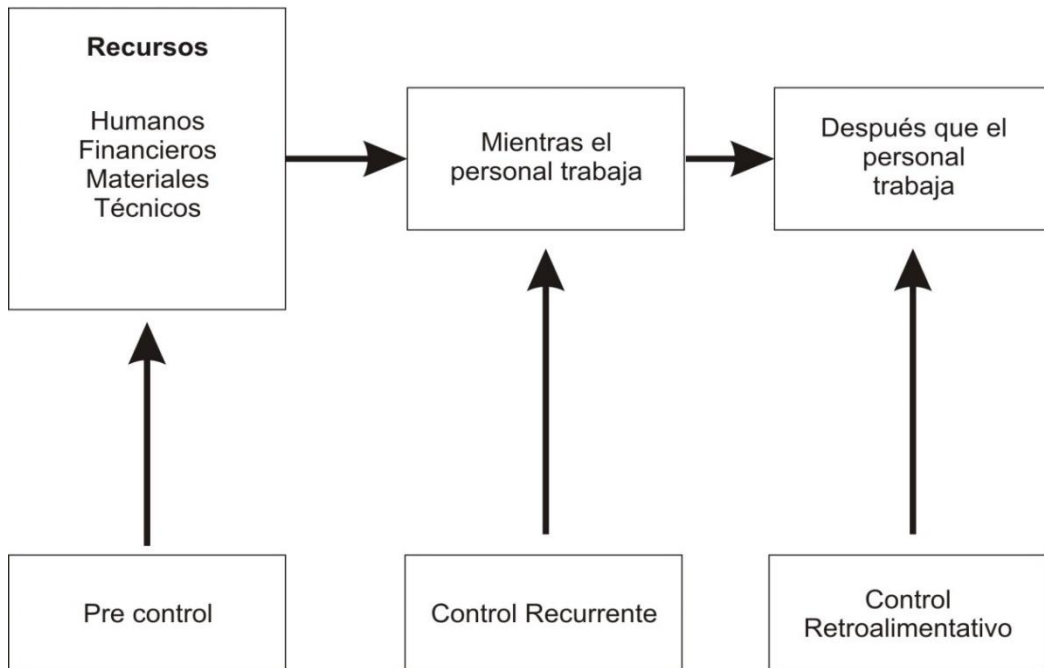 Recursos
Humanos
Financieros
Materiales
Técnicos
Mientras el
personal trabaja
Después que el
personal
trabaja
Pre control
Control Recurrente
Control
Retroalimentativo